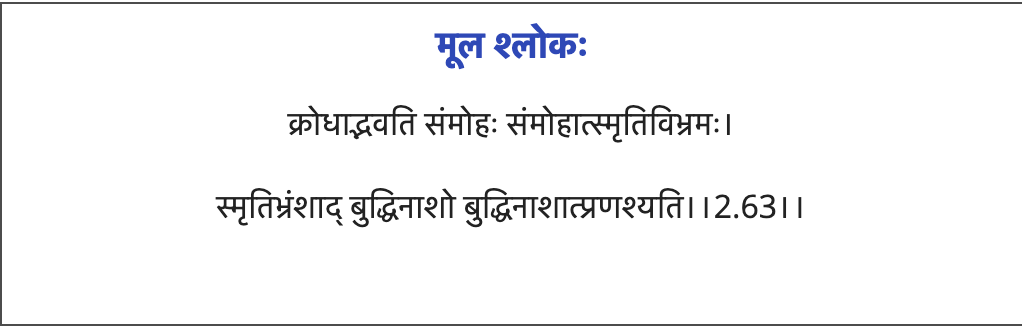 मूल श्लोकः
क्रोधाद्भवति संमोहः संमोहात्स्मृतिविभ्रमः।
स्मृतिभ्रंशाद् बुद्धिनाशो बुद्धिनाशात्प्रणश्यति।।2.63।।